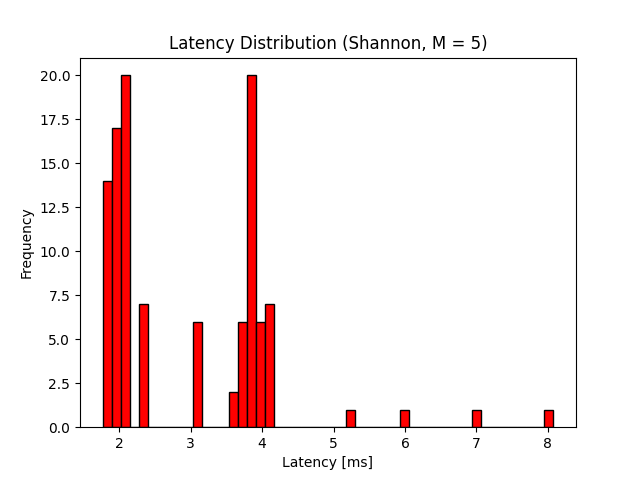 Latency Distribution (Shannon, M = 5)
20.0
17.5
15.0
12.5
10.0
7.5
5.0
2.5
0.0
Frequency
2 3 4 5 6 7 8
Latency [ms]